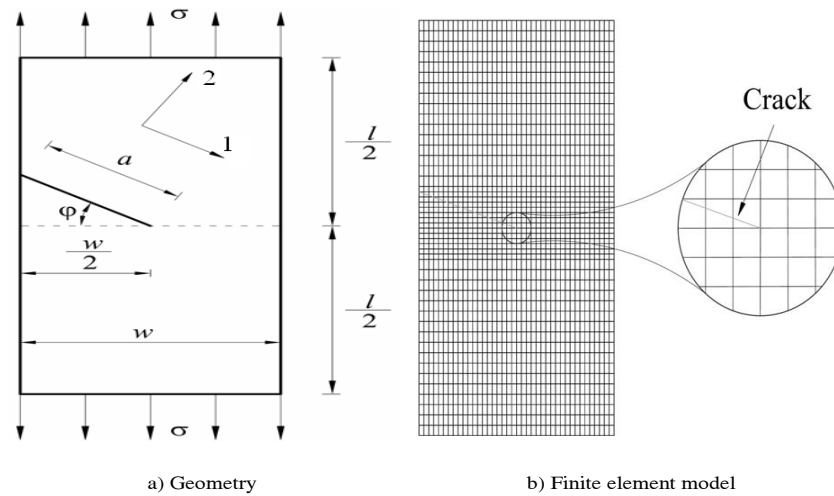 σ
2
1
a
φ
l
2
w
2
w
l
2
σ
Crack
a) Geometry
b) Finite element model